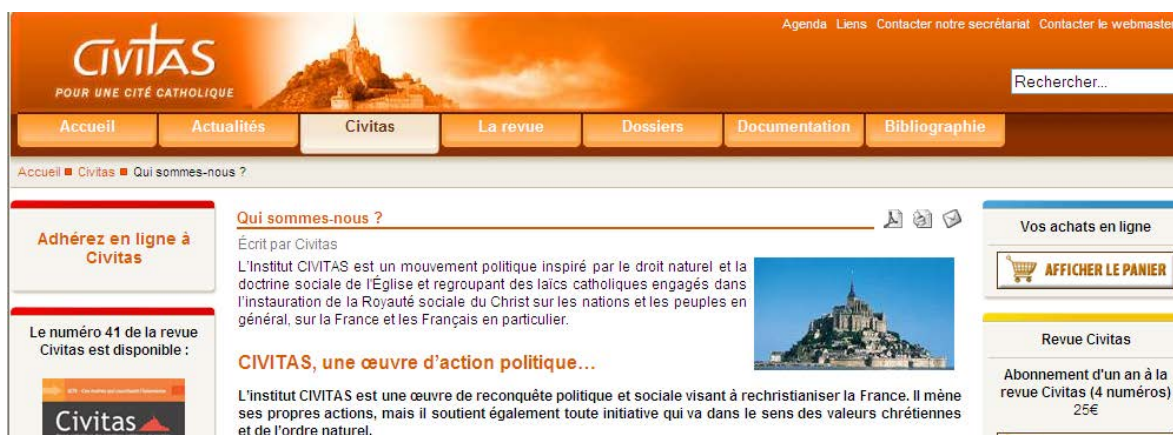 Agenda Liens Contacter notre secrétariat Contacter le webmaster
CIVITAS
POUR UNE CITÉ CATHOLIQUE
Rechercher...
Accueil Actualités Civitas La revue Dossiers Documentation Bibliographie
Accueil Civitas Qui sommes-nous ?
Adhérez en ligne à
Civitas
Le numéro 41 de la revue
Civitas est disponible :
Civitas
Qui sommes-nous ?
Écrit par Civitas
L'Institut CIVITAS est un mouvement politique inspiré par le droit naturel et la
doctrine sociale de l'Église et regroupant des laïcs catholiques engagés dans
l'instauration de la Royauté sociale du Christ sur les nations et les peuples en
général, sur la France et les Français en particulier.
CIVITAS, une œuvre d'action politique...
L'institut CIVITAS est une œuvre de reconquête politique et sociale visant à rechristianiser la France. Il mène
ses propres actions, mais il soutient également toute initiative qui va dans le sens des valeurs chrétiennes
et de l'ordre naturel.
Vos achats en ligne
AFFICHER LE PANIER
Revue Civitas
Abonnement d'un an à la
revue Civitas (4 numéros)
25€